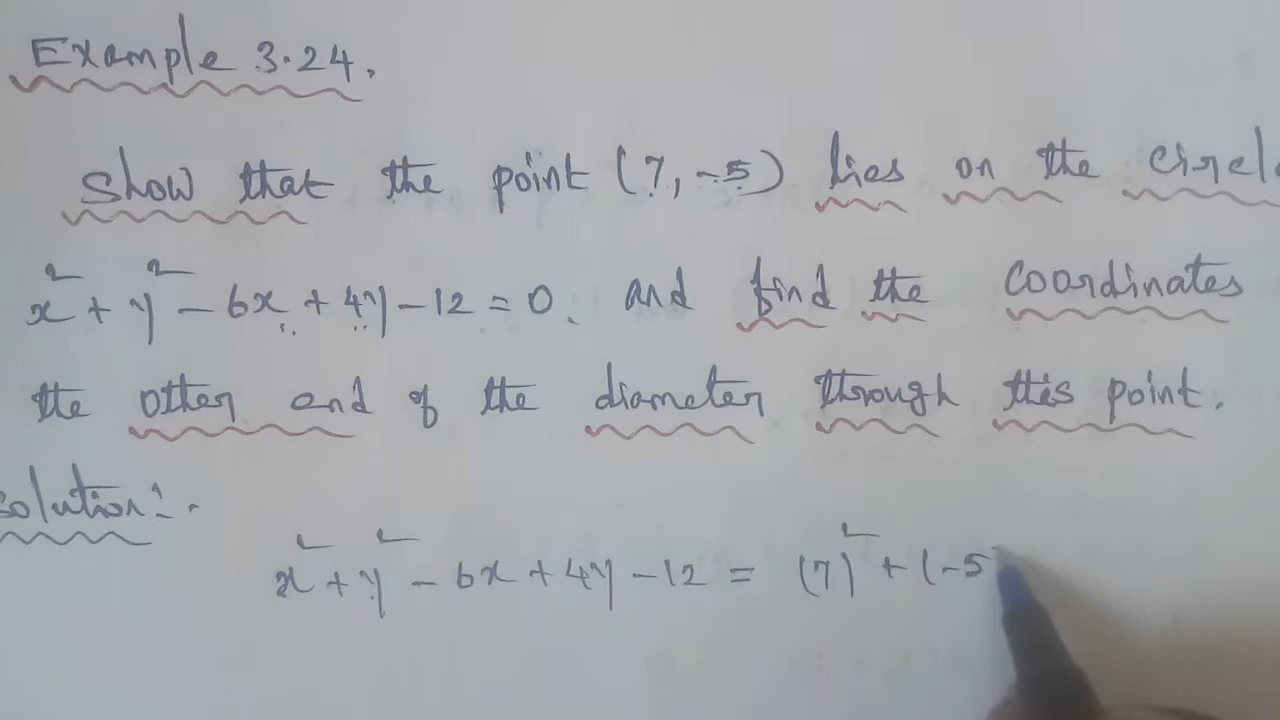 Example 3.24.
Show that the point (7, -5) lies on the circle
x² + y² - 6x + 4y - 12 = 0. and find the coordinates
the other end of the diameter through this point.
Solution:-
x² + y² - 6x + 4y - 12 = (7)² + (-5